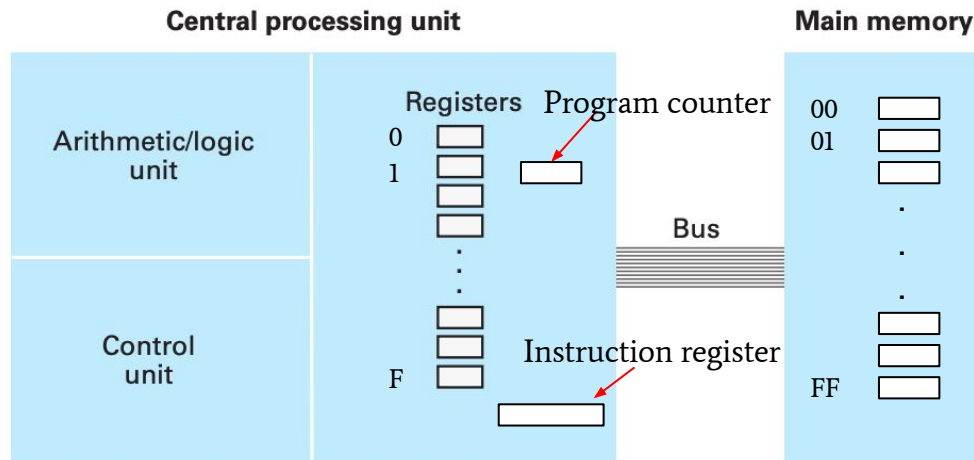 Central processing unit
Main memory
Arithmetic/logic
unit
Control
unit
Registers
0
1
F
Program counter
Instruction register
Bus
00
01
FF